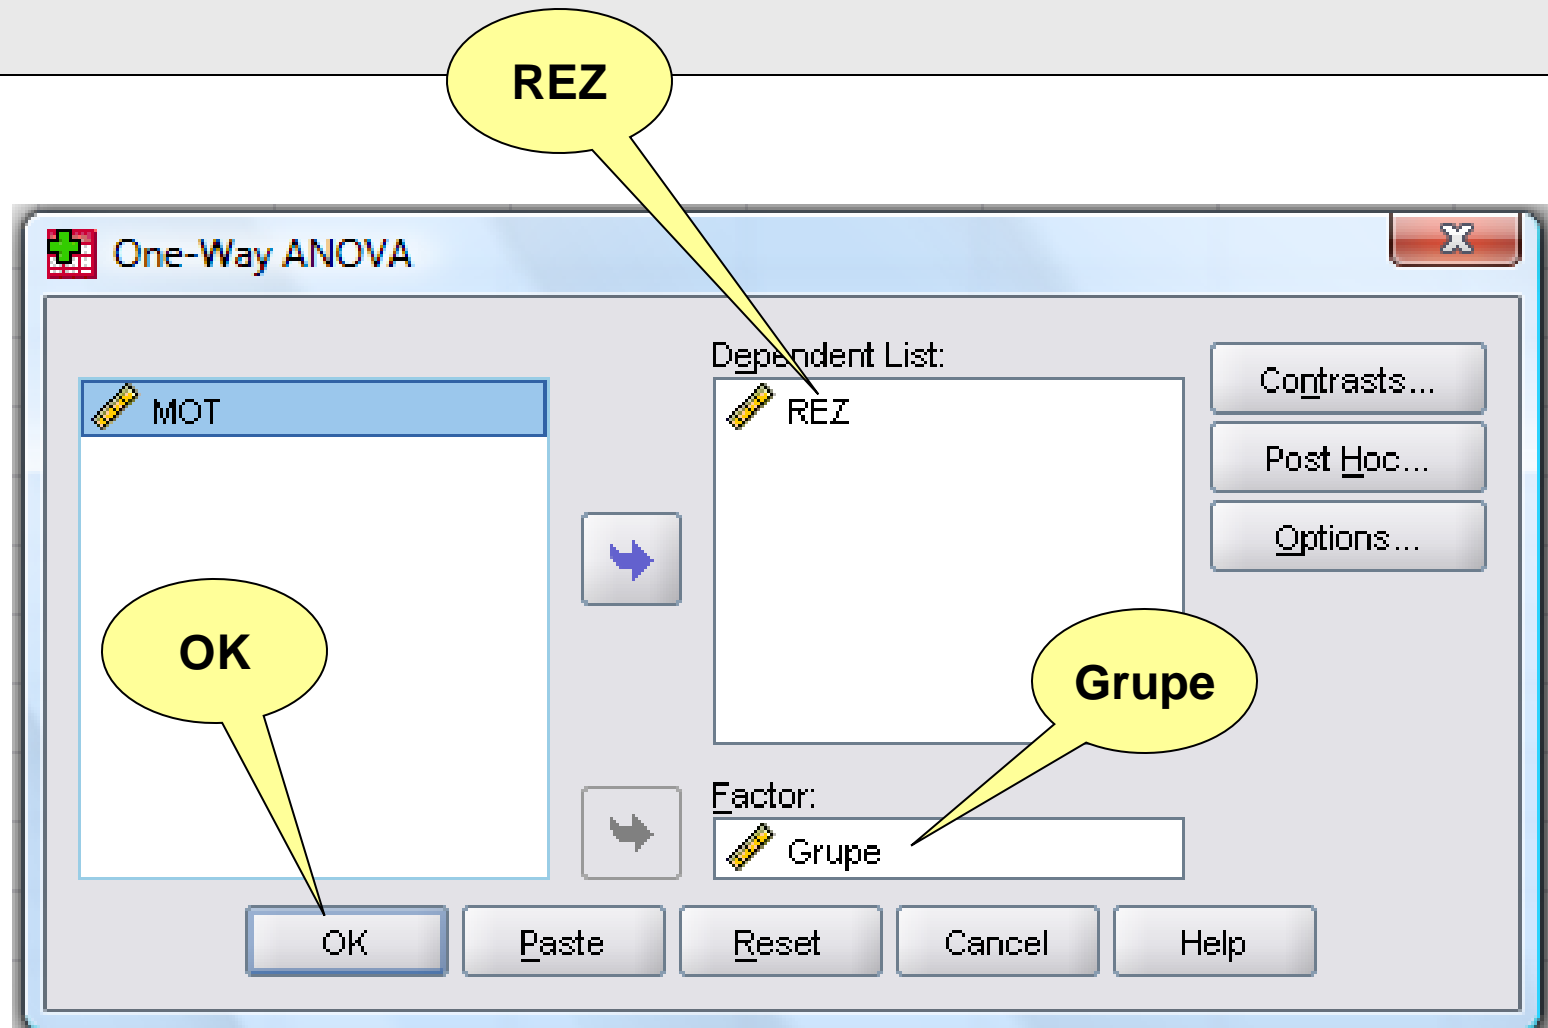 REZ
One-Way ANOVA
Dependent List:
MOT
REZ
Contrasts...
Post Hoc...
Options...
OK
Grupe
Factor:
Grupe
OK
Paste
Reset
Cancel
Help